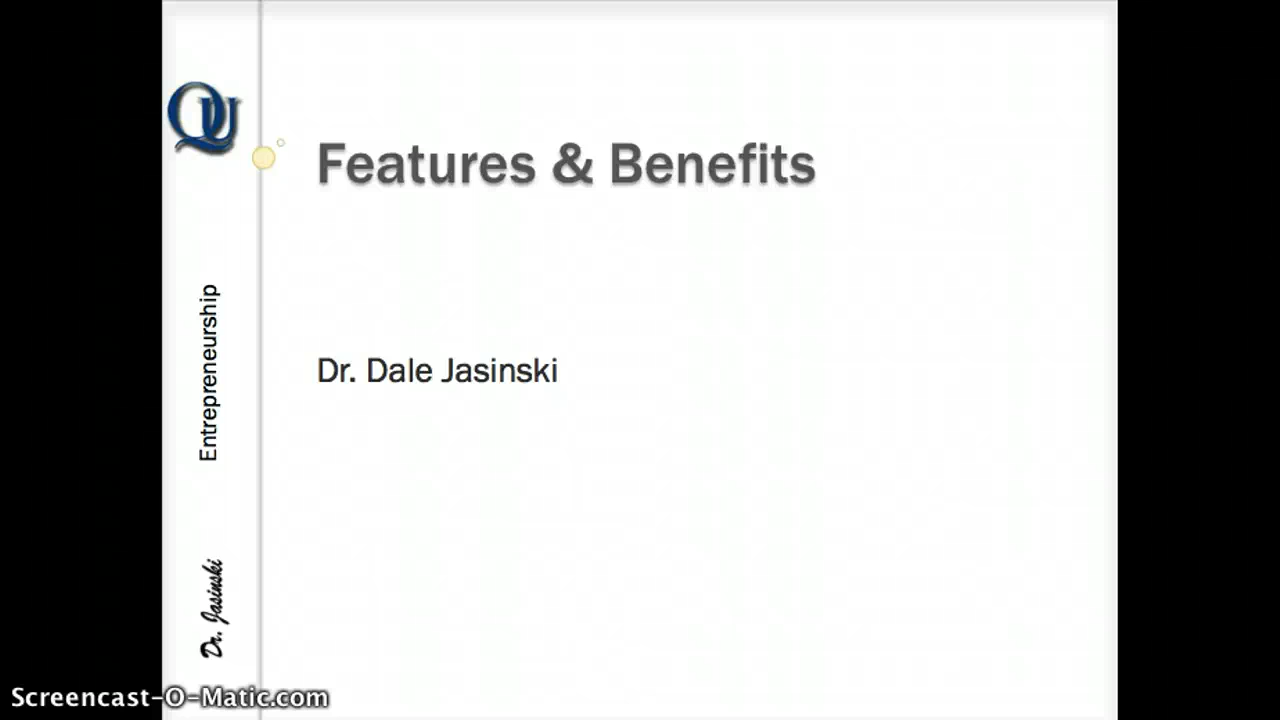 QU
Features & Benefits
Dr. Dale Jasinski
Entrepreneurship
Dr. Jasinski
Screencast-O-Matic.com